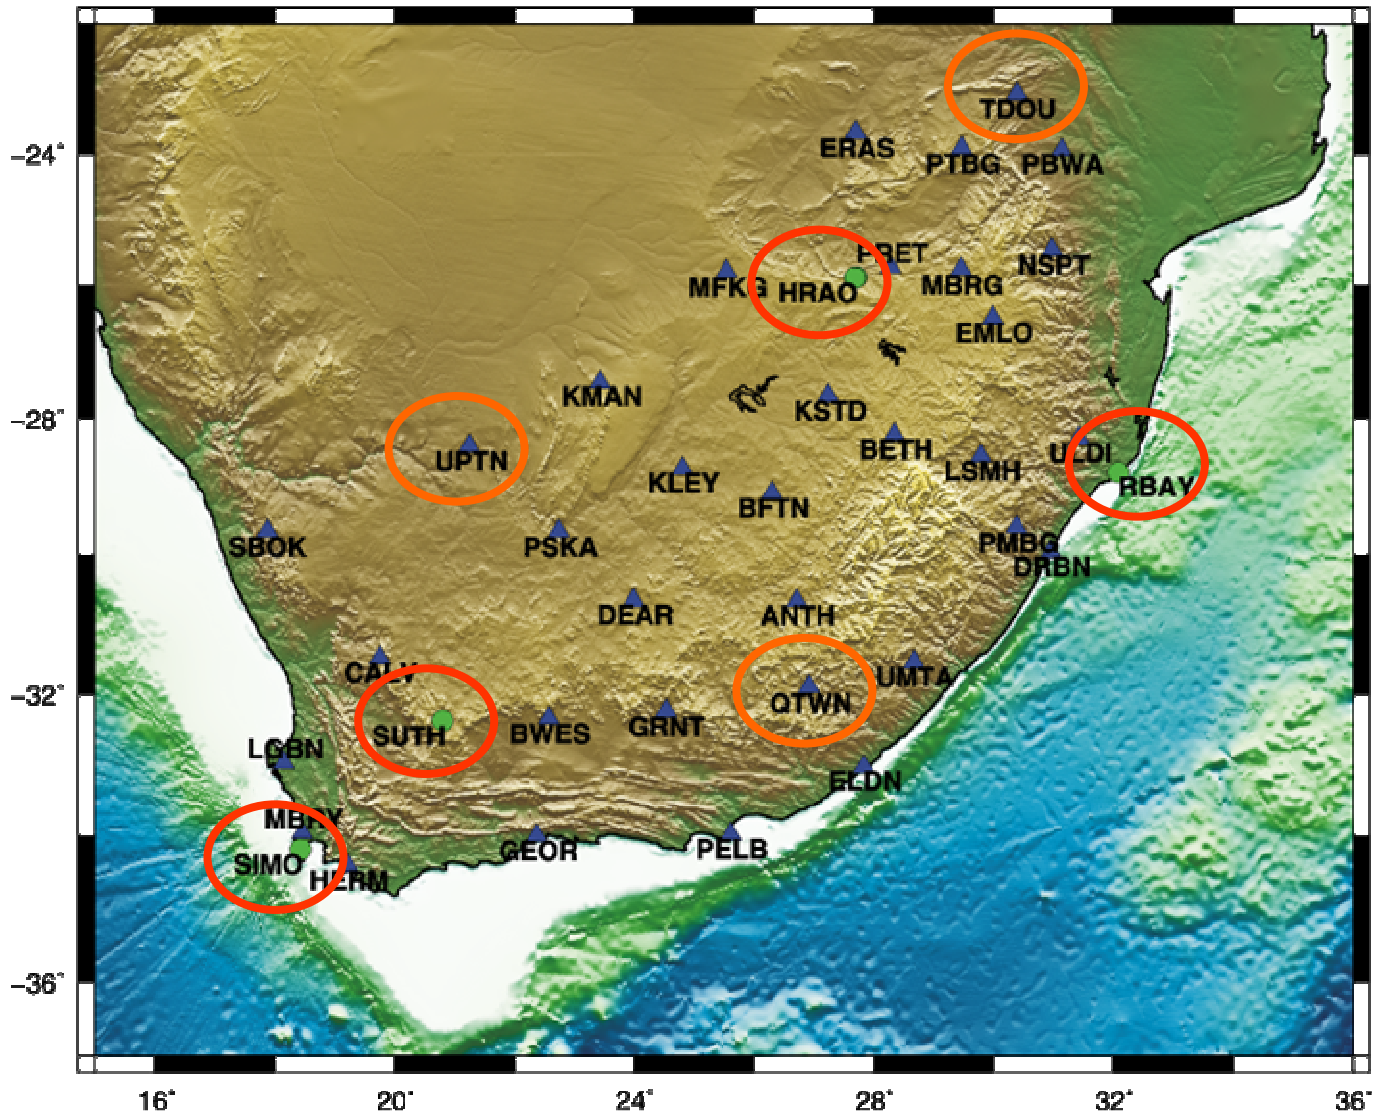 TDOU
-24°
ERAS
PTBG
PBWA
PRET
NSPT
MFKG
HRAO
MBRG
EMLO
KMAN
KSTD
-28°
UPTN
BETH
ULDI
LSMH
KLEY
RBAY
BFTN
SBOK
PSKA
PMBG
DRBN
DEAR
ANTH
CALV
UMTA
-32°
QTWN
SUTH
BWES
GRNT
LGBN
ELDN
MBRY
GEOR
PELB
SIMO
HERM
-36°
16° 20° 24° 28° 32° 36°